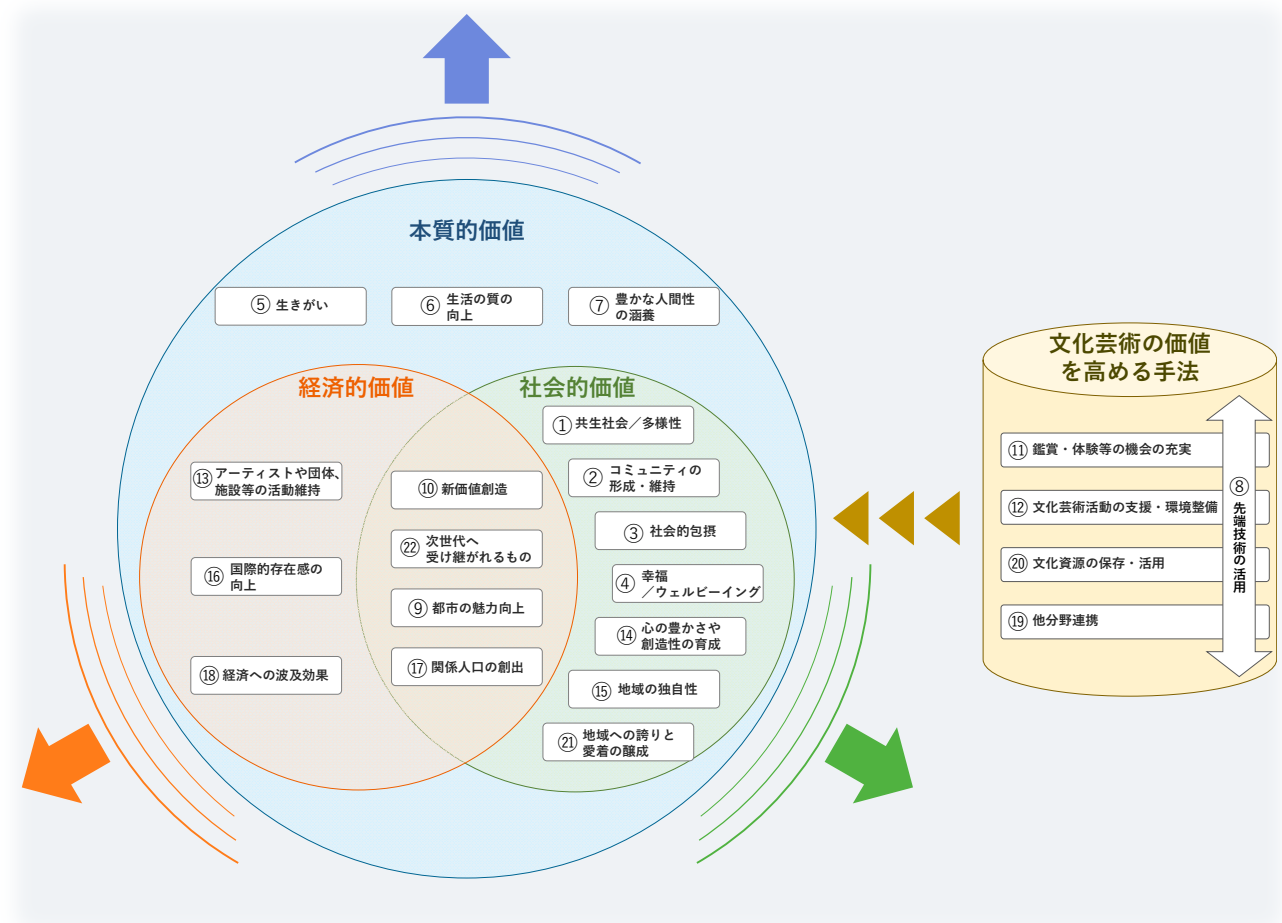 本質的価値
⑤ 生きがい
⑥ 生活の質の
向上
⑦ 豊かな人間性
の涵養
経済的価値
⑬ アーティストや団体、
施設等の活動維持
⑯ 国際的存在感の
向上
⑱ 経済への波及効果
⑩ 新価値創造
㉒ 次世代へ
受け継がれるもの
⑨ 都市の魅力向上
⑰ 関係人口の創出
社会的価値
① 共生社会／多様性
② コミュニティの
形成・維持
③ 社会的包摂
④ 幸福
／ウェルビーイング
⑭ 心の豊かさや
創造性の育成
⑮ 地域の独自性
㉑ 地域への誇りと
愛着の醸成
文化芸術の価値
を高める手法
⑪ 鑑賞・体験等の機会の充実
⑫ 文化芸術活動の支援・環境整備
⑳ 文化資源の保存・活用
⑲ 他分野連携
⑧ 先端技術の活用